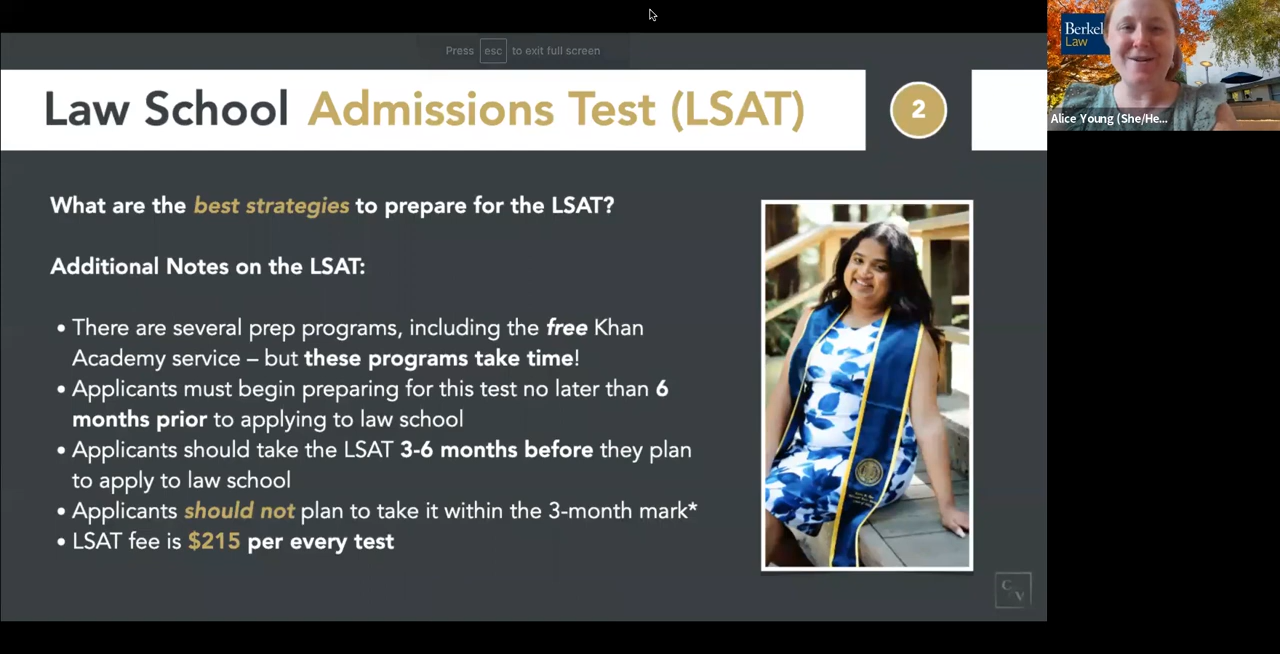 Press esc to exit full screen
Law School Admissions Test (LSAT)
2
What are the best strategies to prepare for the LSAT?
Additional Notes on the LSAT:
• There are several prep programs, including the free Khan
Academy service – but these programs take time!
• Applicants must begin preparing for this test no later than 6
months prior to applying to law school
• Applicants should take the LSAT 3-6 months before they plan
to apply to law school
• Applicants should not plan to take it within the 3-month mark*
• LSAT fee is $215 per every test
C
V
Berkel
Law
Alice Young (She/He...